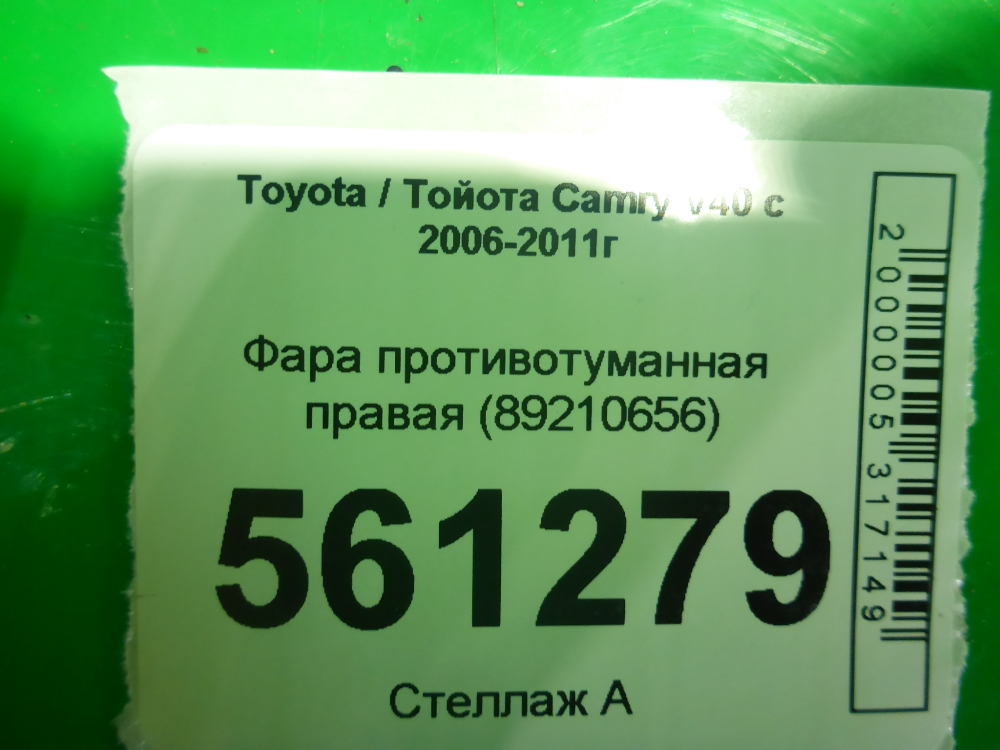 Toyota / Тойота Camry V40 с
2006-2011г
Фара противотуманная
правая (89210656)
561279
Стеллаж А
2000005317149